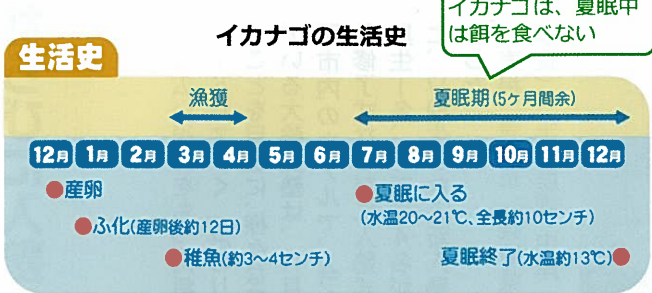 イカナゴは、夏眠中
は餌を食べない
イカナゴの生活史
生活史
漁獲
夏眠期(5ヶ月間余)
12月 1月 2月 3月 4月 5月 6月 7月 8月 9月 10月 11月 12月
●産卵
●ふ化(産卵後約12日)
●稚魚(約3〜4センチ)
●夏眠に入る
(水温20〜21℃、全長約10センチ)
夏眠終了(水温約13℃)●